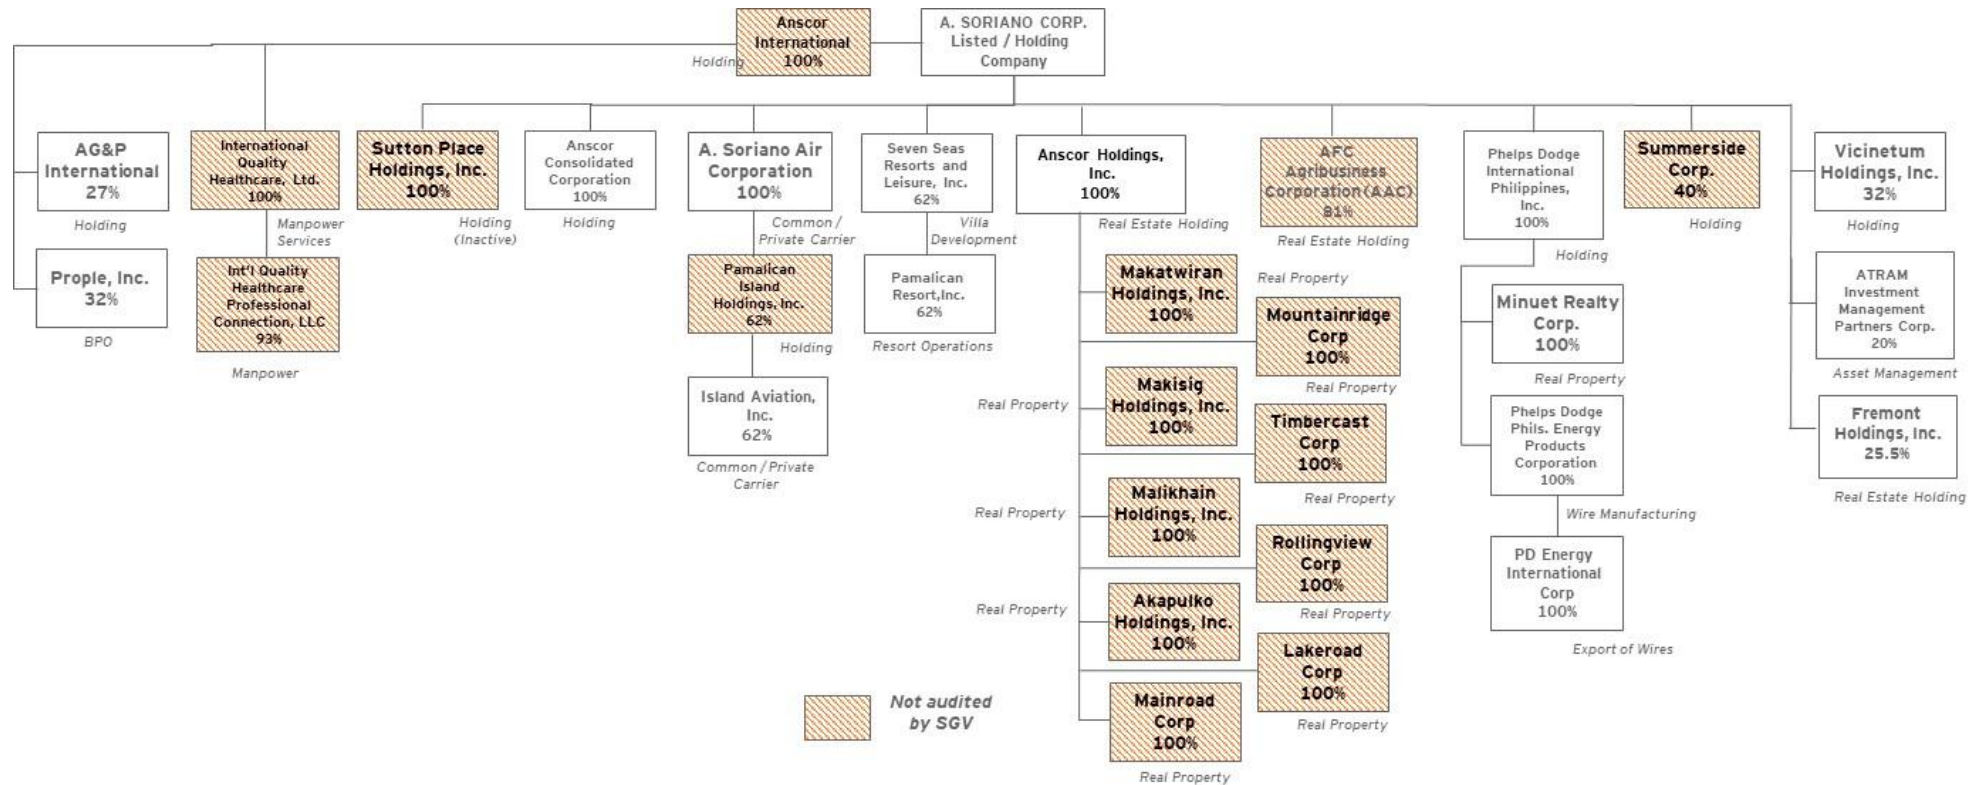 Anscor
International
100%
Holding
A. SORIANO CORP.
Listed / Holding
Company
AG&P
International
27%
Holding
Prople, Inc.
32%
BPO
International
Quality
Healthcare, Ltd.
100%
Manpower
Services
Int'l Quality
Healthcare
Professional
Connection, LLC
93%
Manpower
Sutton Place
Holdings, Inc.
100%
Holding
(Inactive)
Anscor
Consolidated
Corporation
100%
Holding
A. Soriano Air
Corporation
100%
Common /
Private Carrier
Pamalican
Island
Holdings, Inc.
62%
Holding
Island Aviation,
Inc.
62%
Common / Private
Carrier
Seven Seas
Resorts and
Leisure, Inc.
62%
Villa
Development
Pamalican
Resort,Inc.
62%
Resort Operations
Anscor Holdings,
Inc.
100%
Real Estate Holding
Makatwiran
Holdings, Inc.
100%
Real Property
Mountainridge
Corp
100%
Real Property
Makisig
Holdings, Inc.
100%
Real Property
Timbercast
Corp
100%
Real Property
Malikhain
Holdings, Inc.
100%
Real Property
Rollingview
Corp
100%
Real Property
Akapulko
Holdings, Inc.
100%
Real Property
Lakeroad
Corp
100%
Real Property
Mainroad
Corp
100%
Real Property
AFC
Agribusiness
Corporation (AAC)
81%
Real Estate Holding
Phelps Dodge
International
Philippines,
Inc.
100%
Holding
Minuet Realty
Corp.
100%
Real Property
Phelps Dodge
Phils. Energy
Products
Corporation
100%
Wire Manufacturing
PD Energy
International
Corp
100%
Export of Wires
Summerside
Corp.
40%
Holding
Vicinetum
Holdings, Inc.
32%
Holding
ATRAM
Investment
Management
Partners Corp.
20%
Asset Management
Fremont
Holdings, Inc.
25.5%
Real Estate Holding
Not audited
by SGV